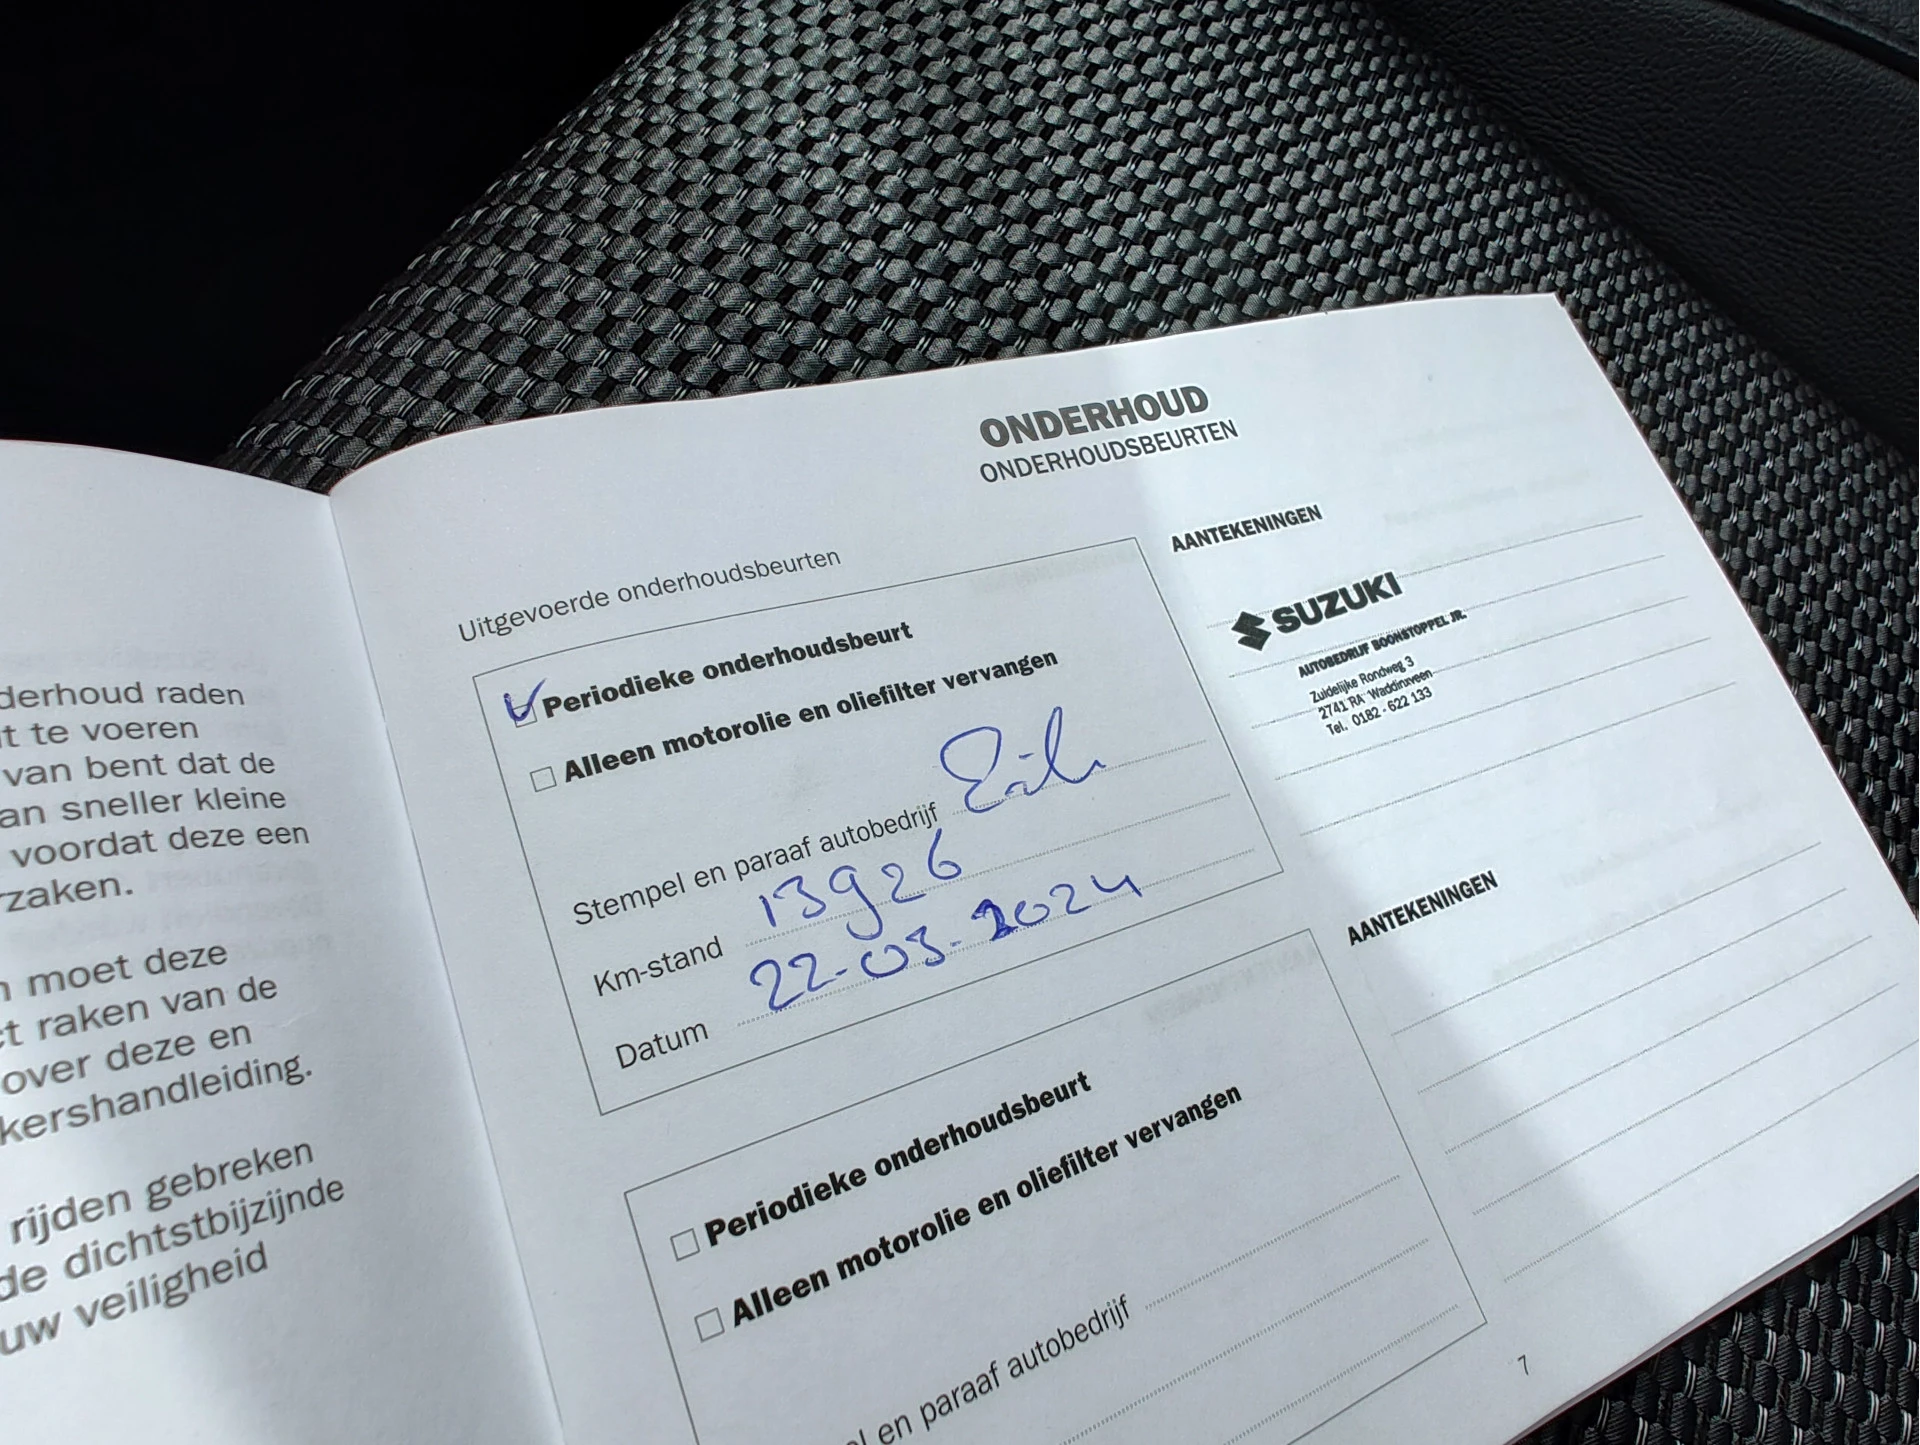 derhoud raden
it te voeren
van bent dat de
an sneller kleine
voordat deze een
rzaken.
n moet deze
ct raken van de
over deze en
kershandleiding.
rijden gebreken
de dichtstbijzijnde
uw veiligheid
ONDERHOUD
ONDERHOUDSBEURTEN
Uitgevoerde onderhoudsbeurten
Periodieke onderhoudsbeurt
Alleen motorolie en oliefilter vervangen
Stempel en paraaf autobedrijf
Km-stand 13926
Datum 22-03-2024
AANTEKENINGEN
SUZUKI
AUTOBEDRIJF BOONSTOPPEL JR.
Zuidelijke Rondweg 3
2741 RA Waddinxveen
Tel. 0182 - 622 133
Periodieke onderhoudsbeurt
Alleen motorolie en oliefilter vervangen
el en paraaf autobedrijf
AANTEKENINGEN
7